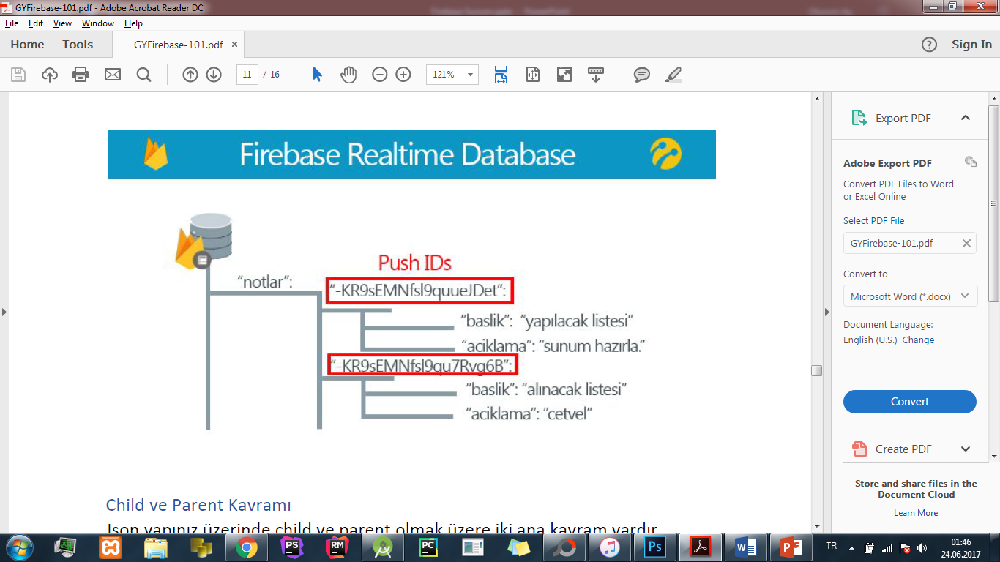 GYFirebase-101.pdf - Adobe Acrobat Reader DC
File Edit View Window Help
Home Tools GYFirebase-101.pdf × Sign In
11 / 16 121%
Firebase Realtime Database
Push IDs
“notlar”:
“-KR9sEMNfsl9quueJDet”:
“baslik”: “yapılacak listesi”
“aciklama”: “sunum hazırla.”
“-KR9sEMNfsl9qu7Rvg6B”:
“baslik”: “alınacak listesi”
“aciklama”: “cetvel”
Child ve Parent Kavramı
Json yapınız üzerinde child ve parent olmak üzere iki ana kavram vardır
Export PDF
Adobe Export PDF
Convert PDF Files to Word
or Excel Online
Select PDF File
GYFirebase-101.pdf
Convert to
Microsoft Word (*.docx)
Document Language:
English (U.S.) Change
Convert
Create PDF
Store and share files in the
Document Cloud
Learn More
PS RM PC Ps W P TR 01:46
24.06.2017